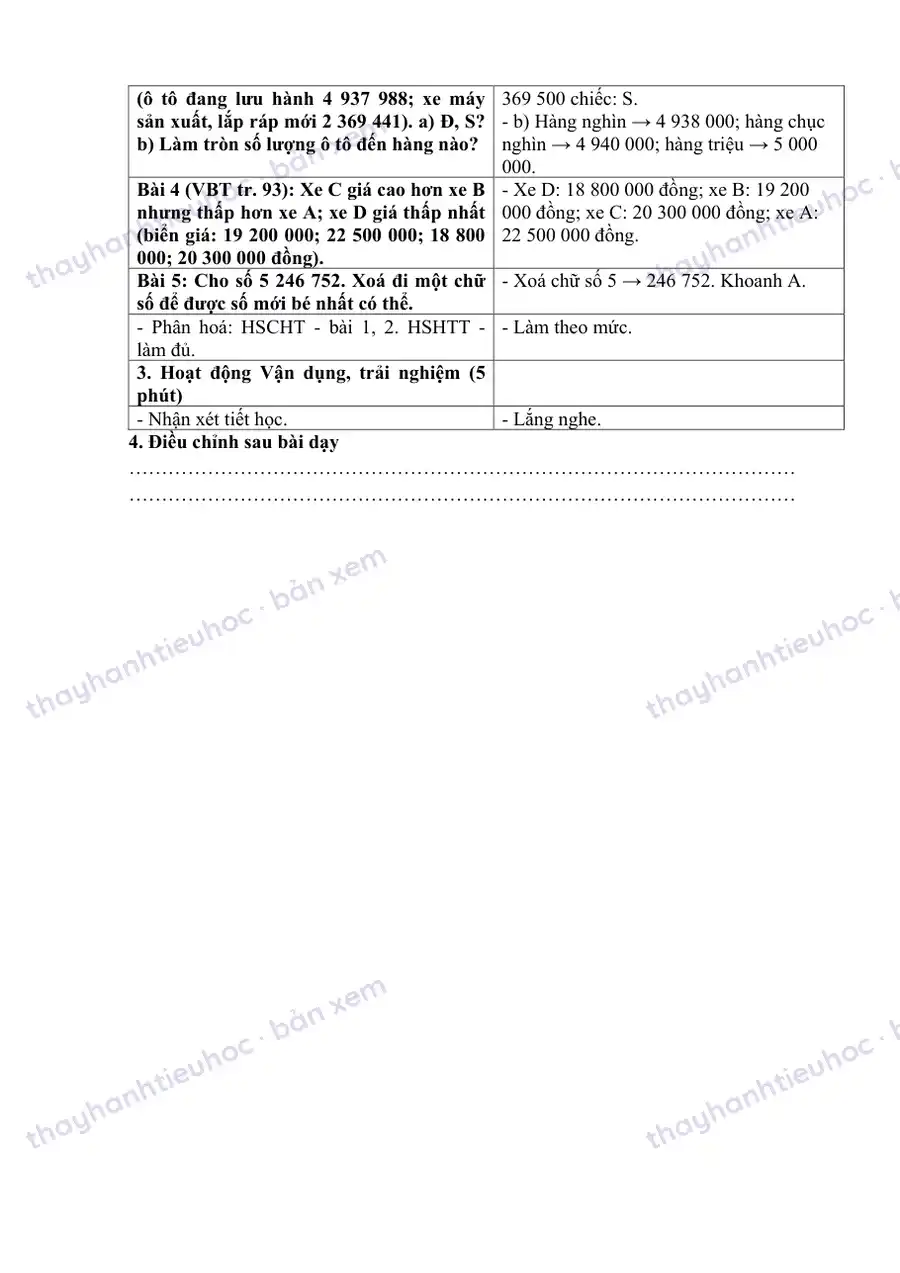 (ô tô đang lưu hành 4 937 988; xe máy
sản xuất, lắp ráp mới 2 369 441). a) Đ, S?
b) Làm tròn số lượng ô tô đến hàng nào?
369 500 chiếc: S.
- b) Hàng nghìn → 4 938 000; hàng chục
nghìn → 4 940 000; hàng triệu → 5 000
000.
Bài 4 (VBT tr. 93): Xe C giá cao hơn xe B
nhưng thấp hơn xe A; xe D giá thấp nhất
(biển giá: 19 200 000; 22 500 000; 18 800
000; 20 300 000 đồng).
- Xe D: 18 800 000 đồng; xe B: 19 200
000 đồng; xe C: 20 300 000 đồng; xe A:
22 500 000 đồng.
Bài 5: Cho số 5 246 752. Xoá đi một chữ
số để được số mới bé nhất có thể.
- Xoá chữ số 5 → 246 752. Khoanh A.
- Phân hoá: HSCHT - bài 1, 2. HSHTT -
làm đủ.
- Làm theo mức.
3. Hoạt động Vận dụng, trải nghiệm (5
phút)
- Nhận xét tiết học.
- Lắng nghe.
4. Điều chỉnh sau bài dạy
……………………………………………………………………………………………
……………………………………………………………………………………………
thayhanhtieuhoc · bản xem
thayhanhtieuhoc · b
thayhanhtieuhoc · bản xem
thayhanhtieuhoc · b
thayhanhtieuhoc · bản xem
thayhanhtieuhoc · b